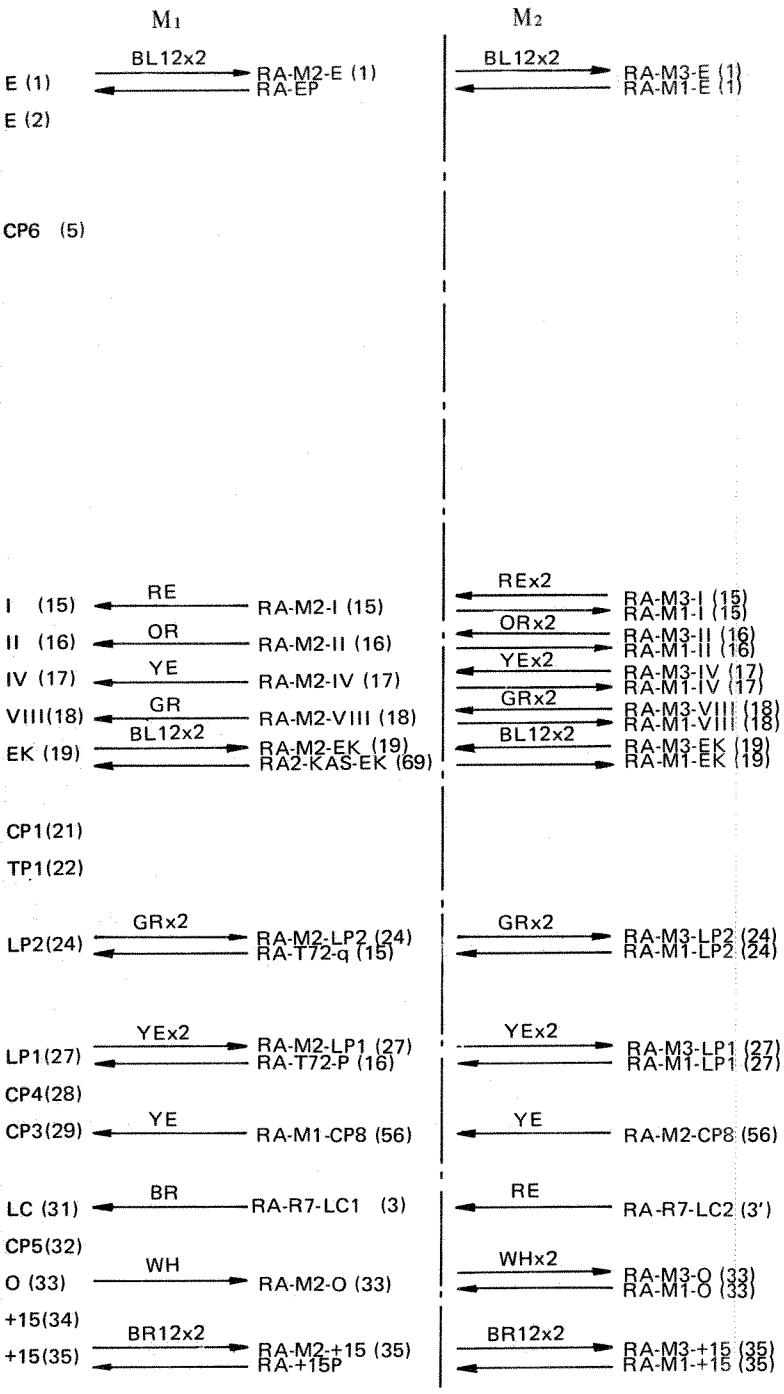 M1 M2
BL12x2 BL12x2
E (1) RA-M2-E (1) RA-M3-E (1)
RA-EP RA-M1-E (1)
E (2)
CP6 (5)
RE REx2
I (15) RA-M2-I (15) RA-M3-I (15)
RA-M1-I (15)
OR ORx2
II (16) RA-M2-II (16) RA-M3-II (16)
RA-M1-II (16)
YE YEx2
IV (17) RA-M2-IV (17) RA-M3-IV (17)
RA-M1-IV (17)
GR GRx2
VIII(18) RA-M2-VIII (18) RA-M3-VIII (18)
RA-M1-VIII (18)
BL12x2 BL12x2
EK (19) RA-M2-EK (19) RA-M3-EK (19)
RA2-KAS-EK (69) RA-M1-EK (19)
CP1(21)
TP1(22)
GRx2 GRx2
LP2(24) RA-M2-LP2 (24) RA-M3-LP2 (24)
RA-T72-q (15) RA-M1-LP2 (24)
YEx2 YEx2
LP1(27) RA-M2-LP1 (27) RA-M3-LP1 (27)
RA-T72-P (16) RA-M1-LP1 (27)
CP4(28)
YE YE
CP3(29) RA-M1-CP8 (56) RA-M2-CP8 (56)
BR RE
LC (31) RA-R7-LC1 (3) RA-R7-LC2 (3')
CP5(32)
WH WHx2
O (33) RA-M2-O (33) RA-M3-O (33)
RA-M1-O (33)
+15(34)
BR12x2 BR12x2
+15(35) RA-M2-+15 (35) RA-M3-+15 (35)
RA-+15P RA-M1-+15 (35)